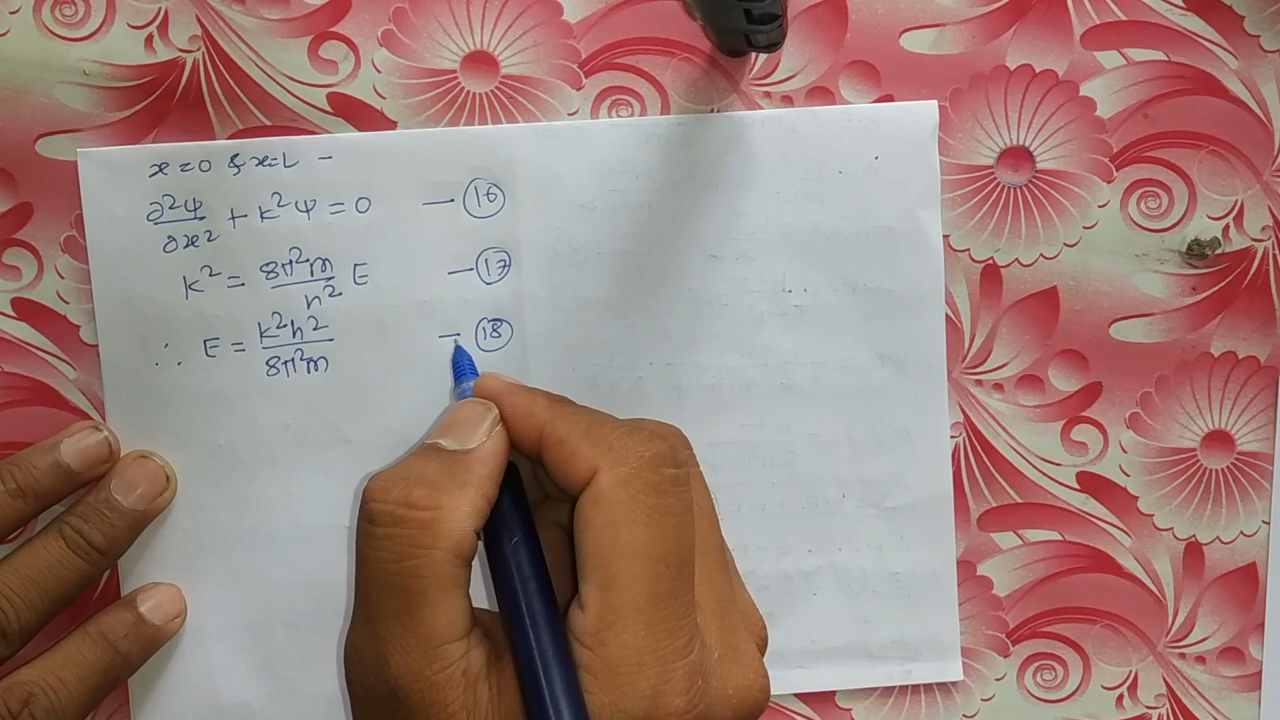 x=0 & x=L -
∂²ψ/∂x² + k²ψ = 0 — (16)
k² = 8π²m/h² E — (17)
∴ E = k²h²/8π²m — (18)